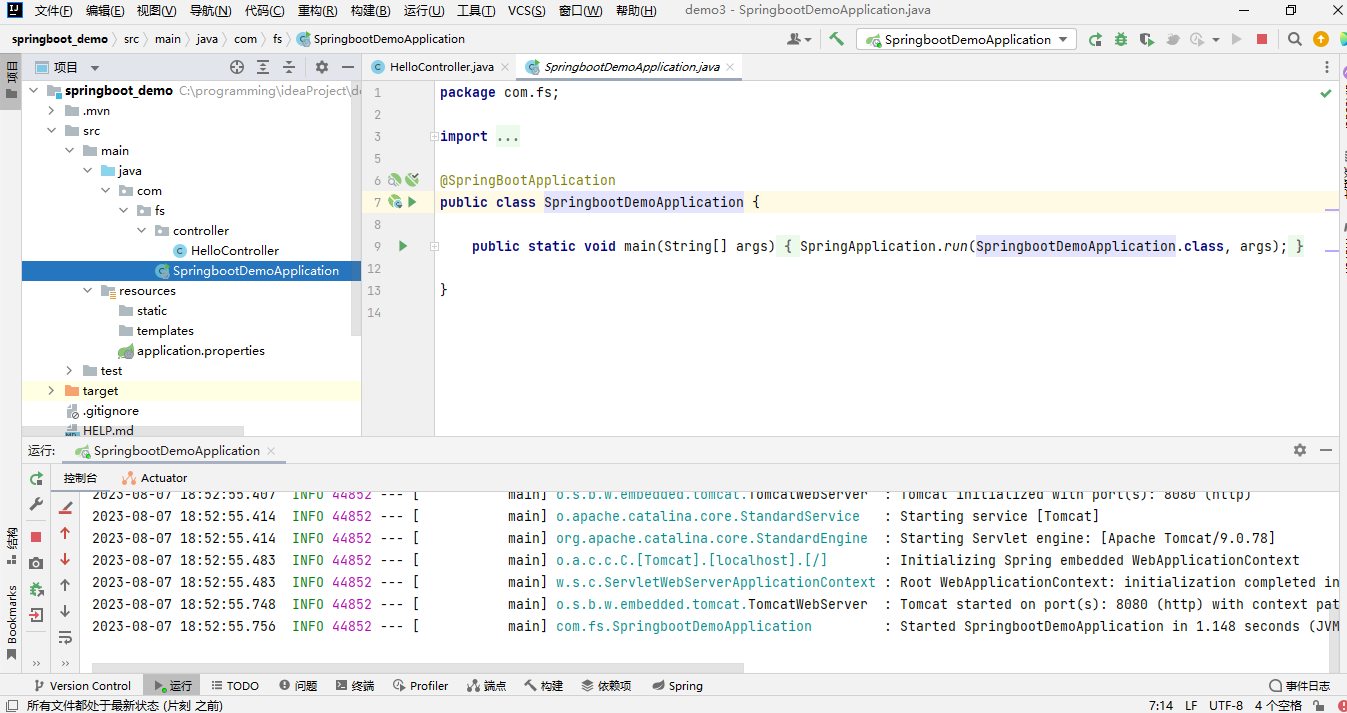 文件(F) 编辑(E) 视图(V) 导航(N) 代码(C) 重构(R) 构建(B) 运行(U) 工具(T) VCS(S) 窗口(W) 帮助(H) demo3 - SpringbootDemoApplication.java
springboot_demo src main java com fs SpringbootDemoApplication SpringbootDemoApplication
项目
项目
HelloController.java SpringbootDemoApplication.java
springboot_demo C:\programming\ideaProject\de
.mvn
src
main
java
com
fs
controller
HelloController
SpringbootDemoApplication
resources
static
templates
application.properties
test
target
.gitignore
HELP.md
1 package com.fs;
2
3 import ...
5
6 @SpringBootApplication
7 public class SpringbootDemoApplication {
8
9 public static void main(String[] args) { SpringApplication.run(SpringbootDemoApplication.class, args); }
12
13 }
14
运行: SpringbootDemoApplication
控制台 Actuator
2023-08-07 18:52:55.407 INFO 44852 --- [ main] o.s.b.w.embedded.tomcat.TomcatWebServer : Tomcat initialized with port(s): 8080 (http)
2023-08-07 18:52:55.414 INFO 44852 --- [ main] o.apache.catalina.core.StandardService : Starting service [Tomcat]
2023-08-07 18:52:55.414 INFO 44852 --- [ main] org.apache.catalina.core.StandardEngine : Starting Servlet engine: [Apache Tomcat/9.0.78]
2023-08-07 18:52:55.483 INFO 44852 --- [ main] o.a.c.c.C.[Tomcat].[localhost].[/] : Initializing Spring embedded WebApplicationContext
2023-08-07 18:52:55.483 INFO 44852 --- [ main] w.s.c.ServletWebServerApplicationContext : Root WebApplicationContext: initialization completed in
2023-08-07 18:52:55.748 INFO 44852 --- [ main] o.s.b.w.embedded.tomcat.TomcatWebServer : Tomcat started on port(s): 8080 (http) with context pat
2023-08-07 18:52:55.756 INFO 44852 --- [ main] com.fs.SpringbootDemoApplication : Started SpringbootDemoApplication in 1.148 seconds (JVM
结构
Bookmarks
Version Control 运行 TODO 问题 终端 Profiler 端点 构建 依赖项 Spring 事件日志
所有文件都处于最新状态 (片刻 之前) 7:14 LF UTF-8 4 个空格